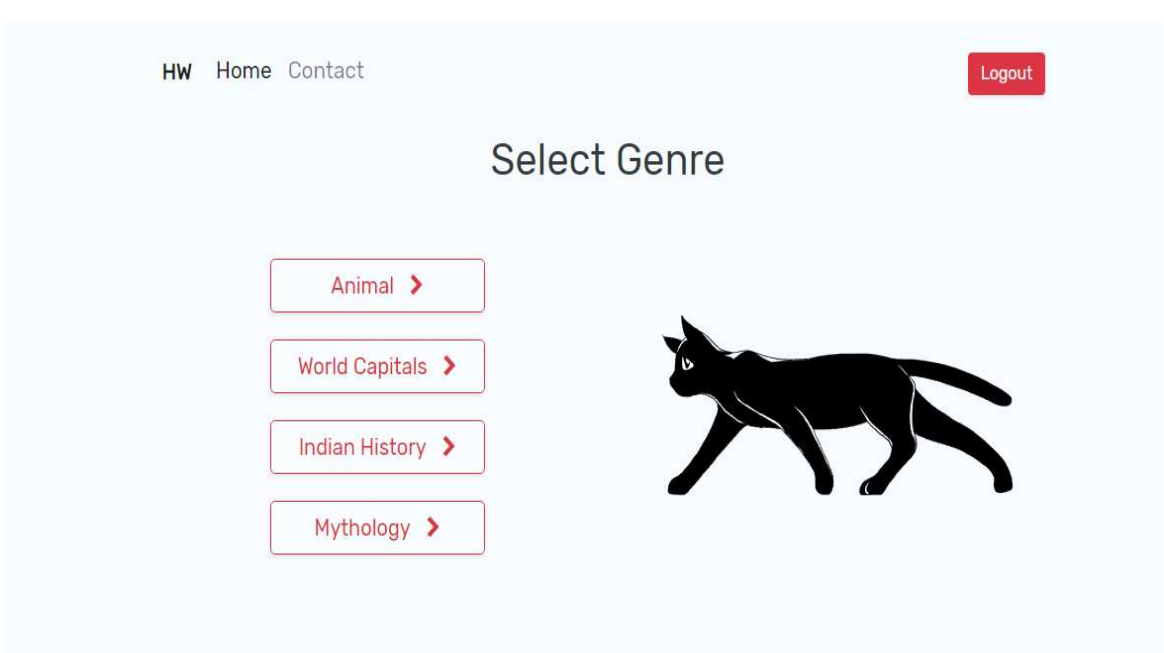 HW Home Contact Logout
Select Genre
Animal
World Capitals
Indian History
Mythology